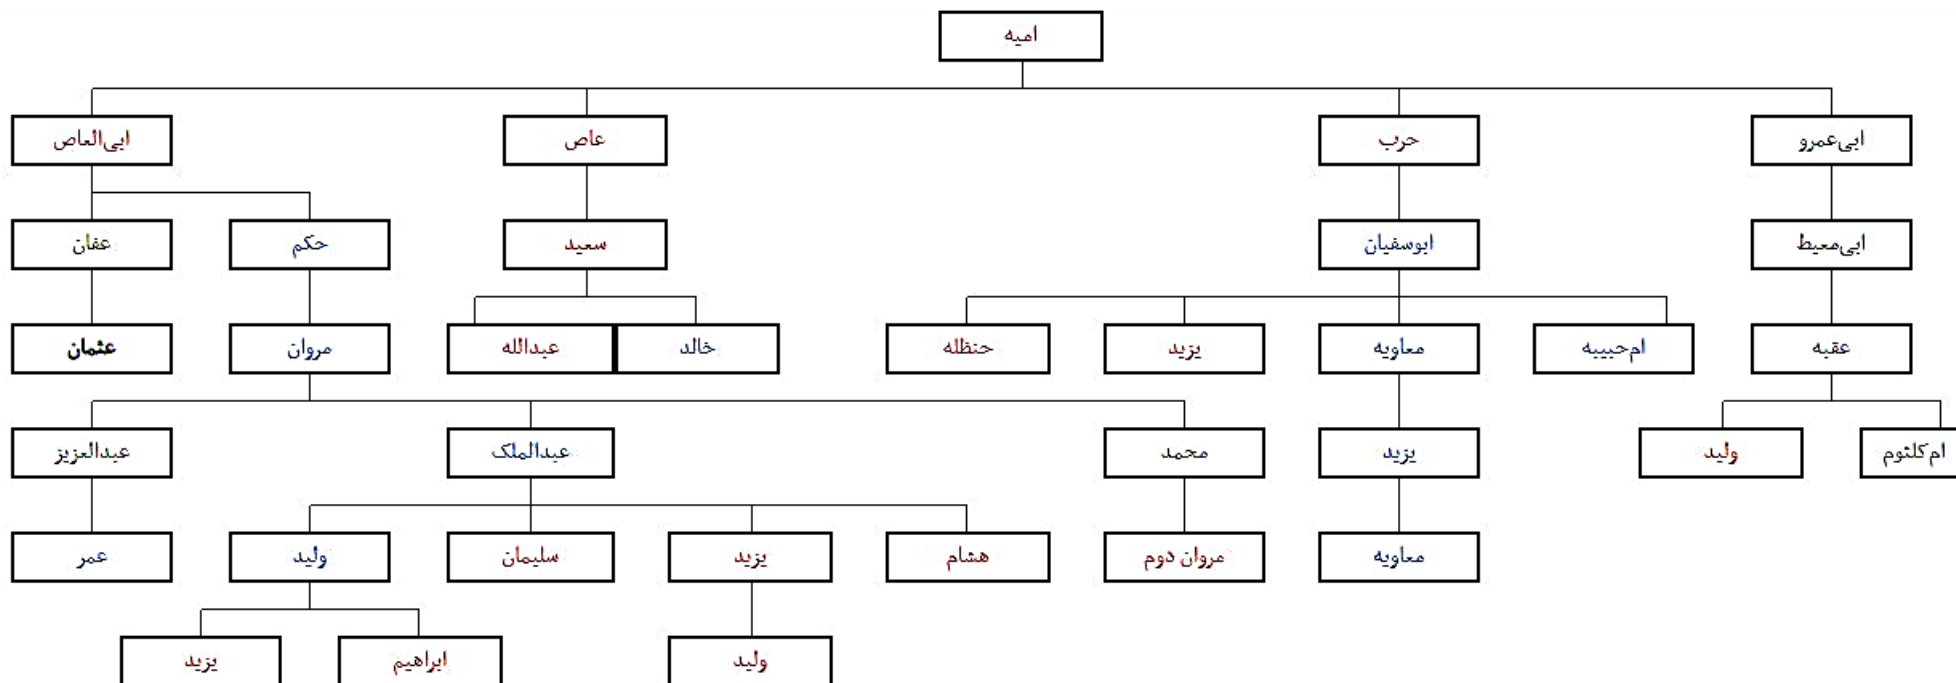 امیه
ابی‌عمرو
حرب
عاص
ابی‌العاص
ابی‌معیط
ابوسفیان
سعید
حکم
عفان
عقبه
ام‌حبیبه
معاویه
یزید
حنظله
خالد
عبدالله
مروان
عثمان
ام‌کلثوم
ولید
یزید
محمد
عبدالملک
عبدالعزیز
معاویه
مروان دوم
هشام
یزید
سلیمان
ولید
عمر
ولید
ابراهیم
یزید